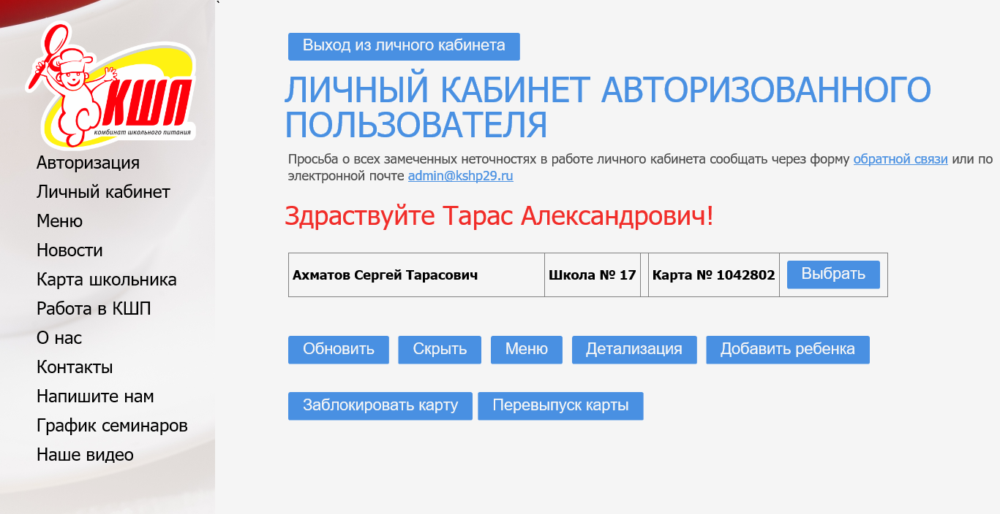 `
КШП
комбинат школьного питания
Авторизация
Личный кабинет
Меню
Новости
Карта школьника
Работа в КШП
О нас
Контакты
Напишите нам
График семинаров
Наше видео
Выход из личного кабинета
ЛИЧНЫЙ КАБИНЕТ АВТОРИЗОВАННОГО
ПОЛЬЗОВАТЕЛЯ
Просьба о всех замеченных неточностях в работе личного кабинета сообщать через форму обратной связи или по
электронной почте admin@kshp29.ru
Здраствуйте Тарас Александрович!
Ахматов Сергей Тарасович Школа № 17 Карта № 1042802 Выбрать
Обновить Скрыть Меню Детализация Добавить ребенка
Заблокировать карту Перевыпуск карты